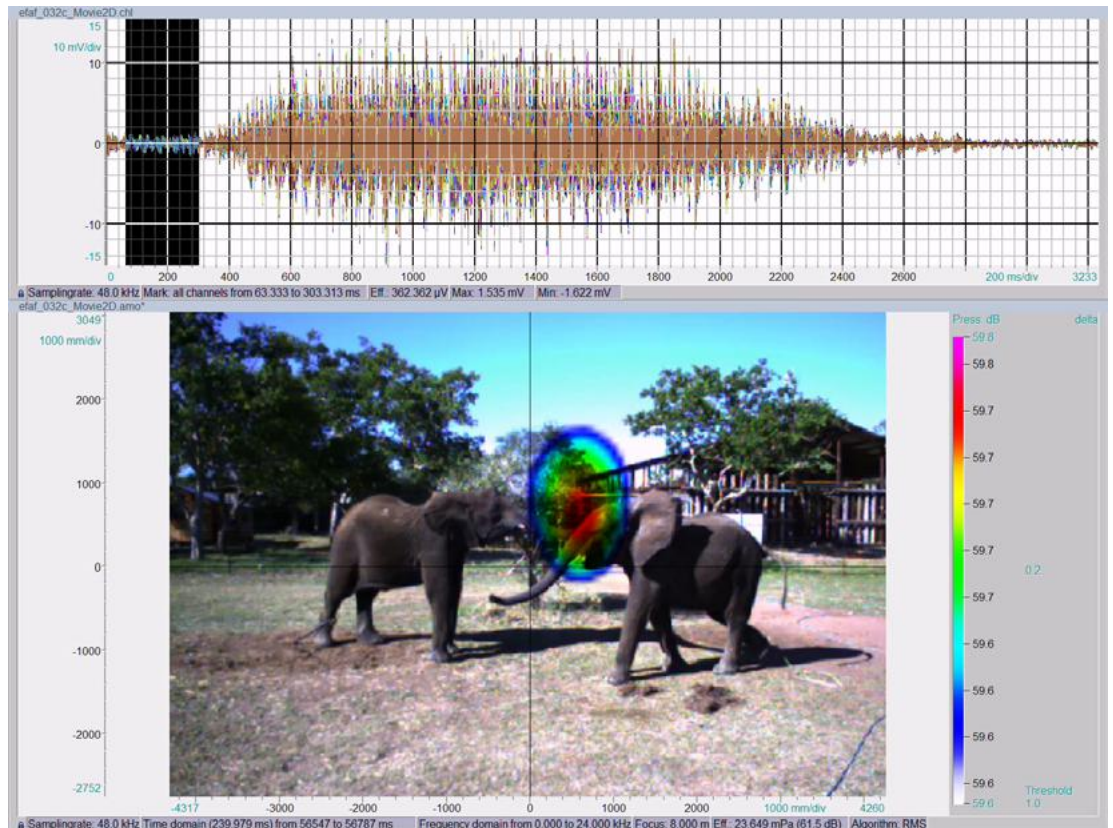 efaf_032c_Movie2D.chl
15
10 mV/div
10
0
-10
-15
0 200 400 600 800 1000 1200 1400 1600 1800 2000 2200 2400 2600 200 ms/div 3233
Samplingrate: 48.0 kHz Mark: all channels from 63.333 to 303.313 ms Eff.: 362.362 µV Max: 1.535 mV Min: -1.622 mV
efaf_032c_Movie2D.amo*
3049
1000 mm/div
2000
1000
0
-1000
-2000
-2752
-4317 -3000 -2000 -1000 0 1000 2000 1000 mm/div 4260
Press dB delta
59.8
59.8
59.7
59.7
59.7
59.7
59.7
0.2
59.6
59.6
59.6
59.6
Threshold
59.6 1.0
Samplingrate: 48.0 kHz Time domain (239.979 ms) from 56547 to 56787 ms Frequency domain from 0.000 to 24.000 kHz Focus: 8.000 m Eff.: 23.649 mPa (61.5 dB) Algorithm: RMS